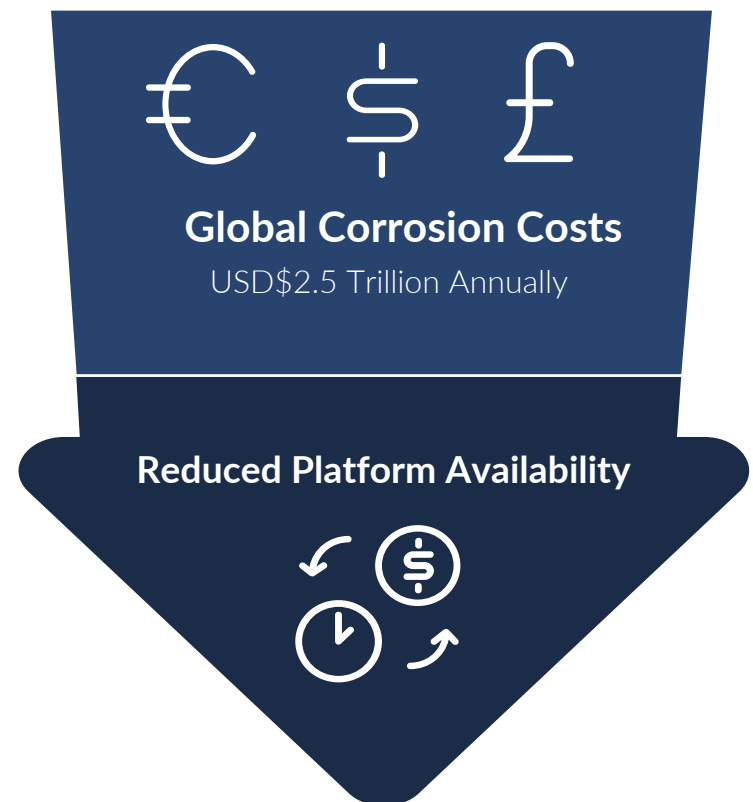 € $ £
Global Corrosion Costs
USD$2.5 Trillion Annually
Reduced Platform Availability
$